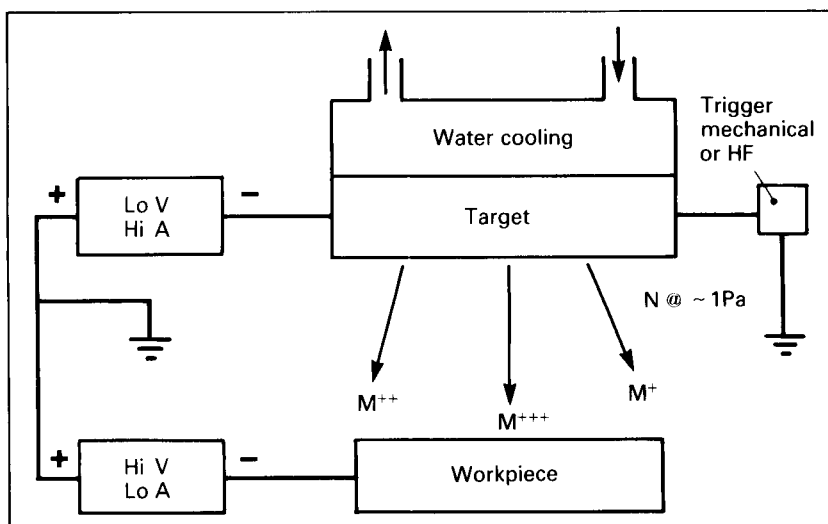 Water cooling
Trigger
mechanical
or HF
+
−
Lo V
Hi A
Target
N @ ~ 1Pa
M⁺⁺
M⁺⁺⁺
M⁺
+
−
Hi V
Lo A
Workpiece